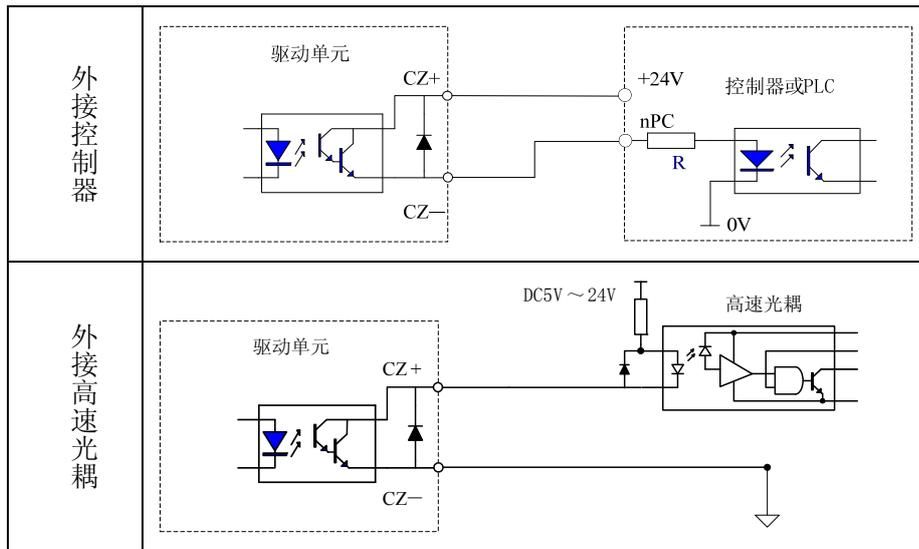 外接控制器
驱动单元
CZ+
CZ—
+24V
nPC
R
0V
控制器或PLC
外接高速光耦
驱动单元
CZ+
CZ—
DC5V～24V
高速光耦